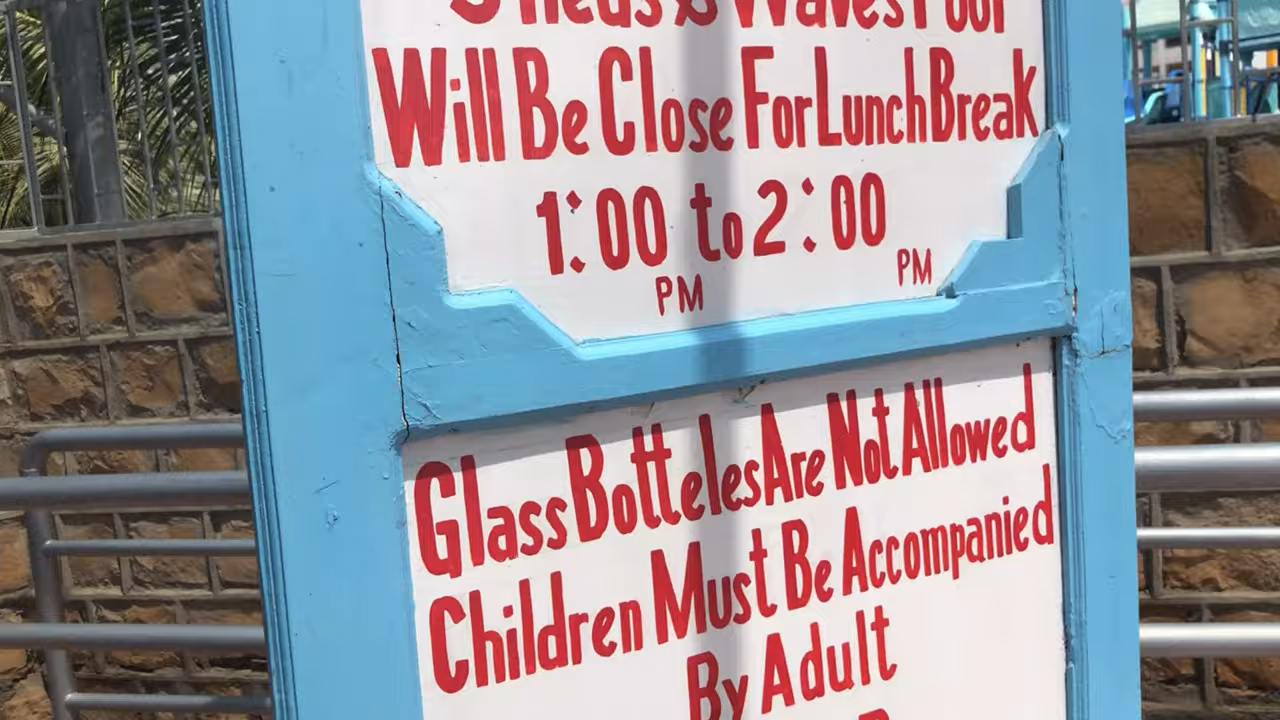 & Waves Pool
Will Be Close For Lunch Break
1:00 to 2:00
PM PM
Glass Botteles Are Not Allowed
Children Must Be Accompanied
By Adult